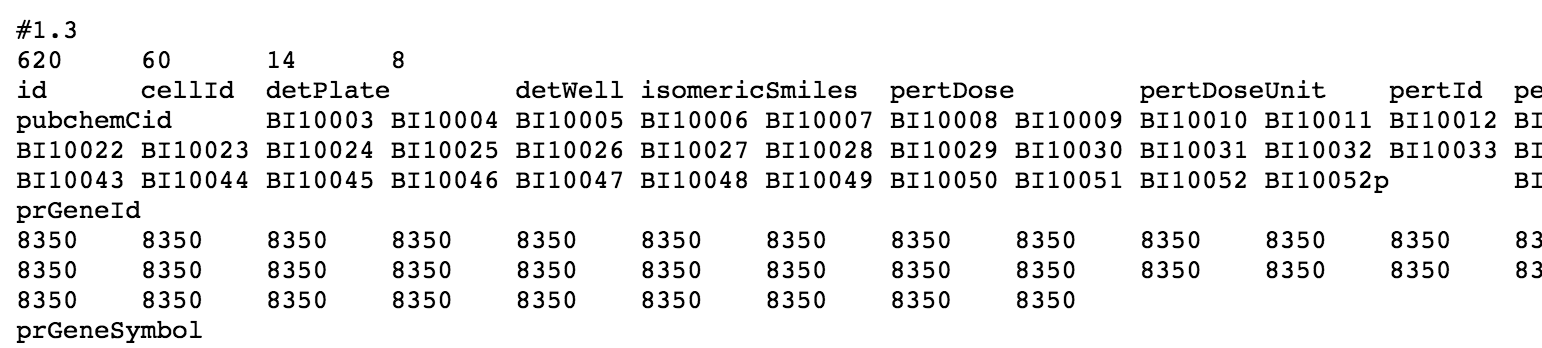 #1.3
620 60 14 8
id cellId detPlate detWell isomericSmiles pertDose pertDoseUnit pertId pe
pubchemCid BI10003 BI10004 BI10005 BI10006 BI10007 BI10008 BI10009 BI10010 BI10011 BI10012 BI
BI10022 BI10023 BI10024 BI10025 BI10026 BI10027 BI10028 BI10029 BI10030 BI10031 BI10032 BI10033 BI
BI10043 BI10044 BI10045 BI10046 BI10047 BI10048 BI10049 BI10050 BI10051 BI10052 BI10052p BI
prGeneId
8350 8350 8350 8350 8350 8350 8350 8350 8350 8350 8350 8350 83
8350 8350 8350 8350 8350 8350 8350 8350 8350 8350 8350 8350 83
8350 8350 8350 8350 8350 8350 8350 8350 8350
prGeneSymbol